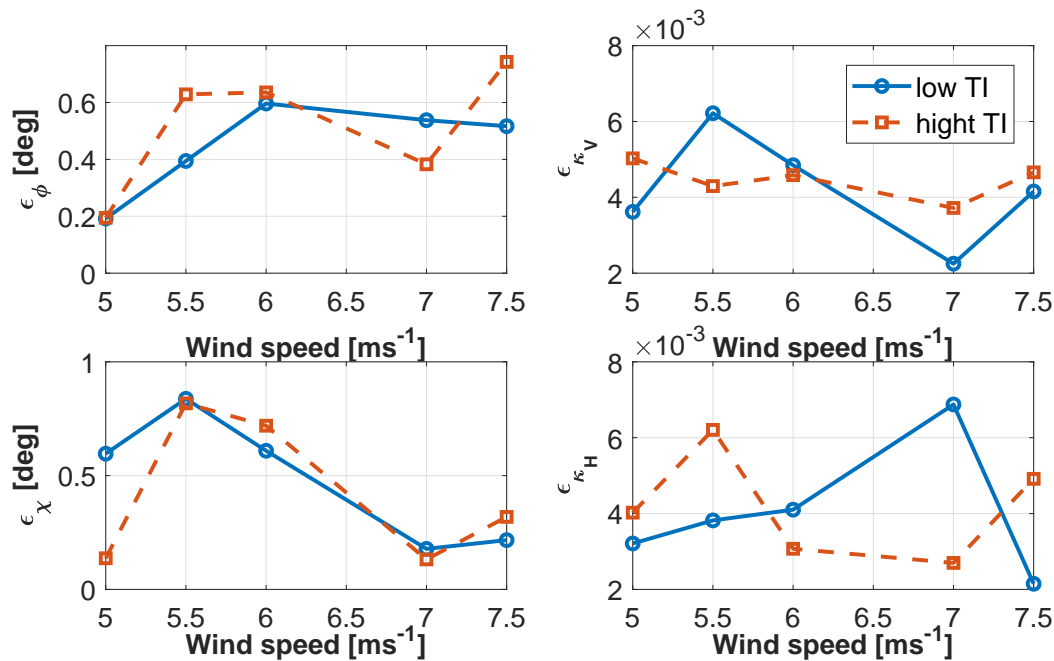 ϵ_ϕ [deg]
0.6
0.4
0.2
0
5 5.5 6 6.5 7 7.5
Wind speed [ms^-1]
×10^-3
ϵ_κ_V
8
6
4
2
low TI
hight TI
5 5.5 6 6.5 7 7.5
Wind speed [ms^-1]
ϵ_χ [deg]
1
0.5
0
5 5.5 6 6.5 7 7.5
Wind speed [ms^-1]
×10^-3
ϵ_κ_H
8
6
4
2
5 5.5 6 6.5 7 7.5
Wind speed [ms^-1]